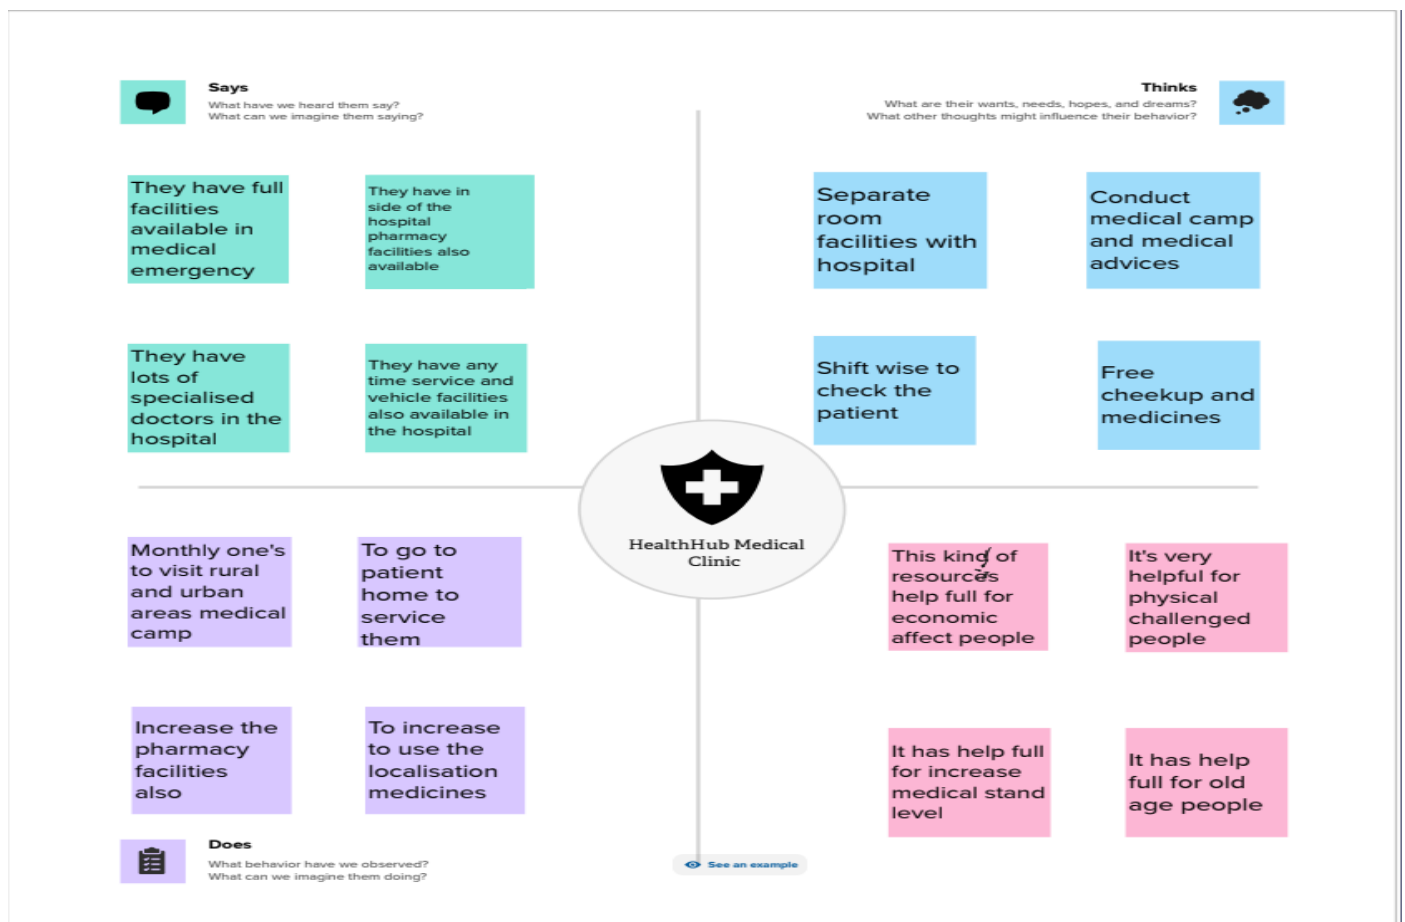 Says
What have we heard them say?
What can we imagine them saying?
Thinks
What are their wants, needs, hopes, and dreams?
What other thoughts might influence their behavior?
They have full
facilities
available in
medical
emergency
They have in
side of the
hospital
pharmacy
facilities also
available
Separate
room
facilities with
hospital
Conduct
medical camp
and medical
advices
They have
lots of
specialised
doctors in the
hospital
They have any
time service and
vehicle facilities
also available in
the hospital
Shift wise to
check the
patient
Free
cheekup and
medicines
HealthHub Medical
Clinic
Monthly one's
to visit rural
and urban
areas medical
camp
To go to
patient
home to
service
them
This kind of
resources
help full for
economic
affect people
It's very
helpful for
physical
challenged
people
Increase the
pharmacy
facilities
also
To increase
to use the
localisation
medicines
It has help full
for increase
medical stand
level
It has help
full for old
age people
Does
What behavior have we observed?
What can we imagine them doing?
See an example